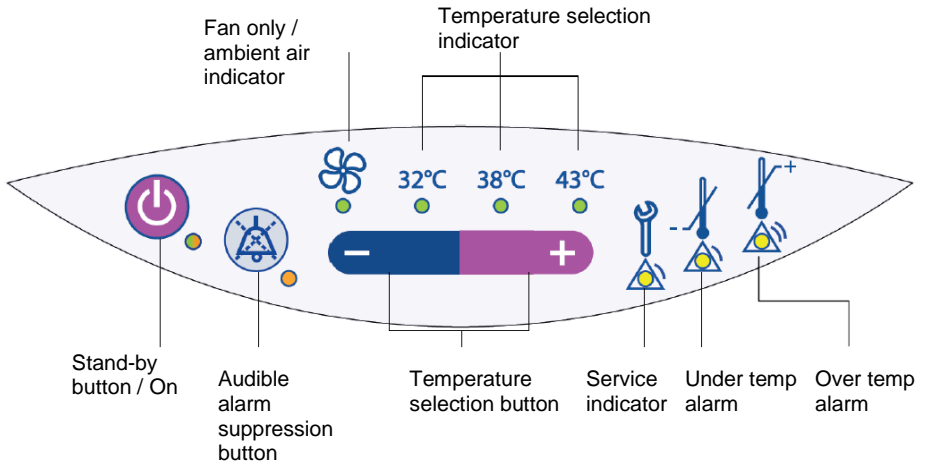 Fan only /
ambient air
indicator
Temperature selection
indicator
32°C 38°C 43°C
− +
--
+
Stand-by
button / On
Audible
alarm
suppression
button
Temperature
selection button
Service
indicator
Under temp
alarm
Over temp
alarm